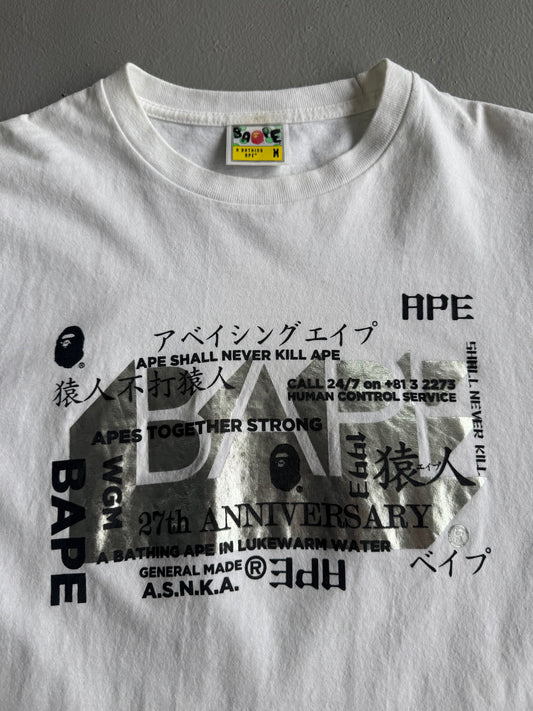 BAPE
A BATHING
APE® M
APE
アベイシングエイプ
APE SHALL NEVER KILL APE
猿人不打猿人
CALL 24/7 on +81 3 2273
HUMAN CONTROL SERVICE
SHALL NEVER KILL
BAPE
APES TOGETHER STRONG
BAPE
WGM
猿人
エイプ
27th ANNIVERSARY
A BATHING APE IN LUKEWARM WATER
ベイプ
GENERAL MADE
A.S.N.K.A.
® APE